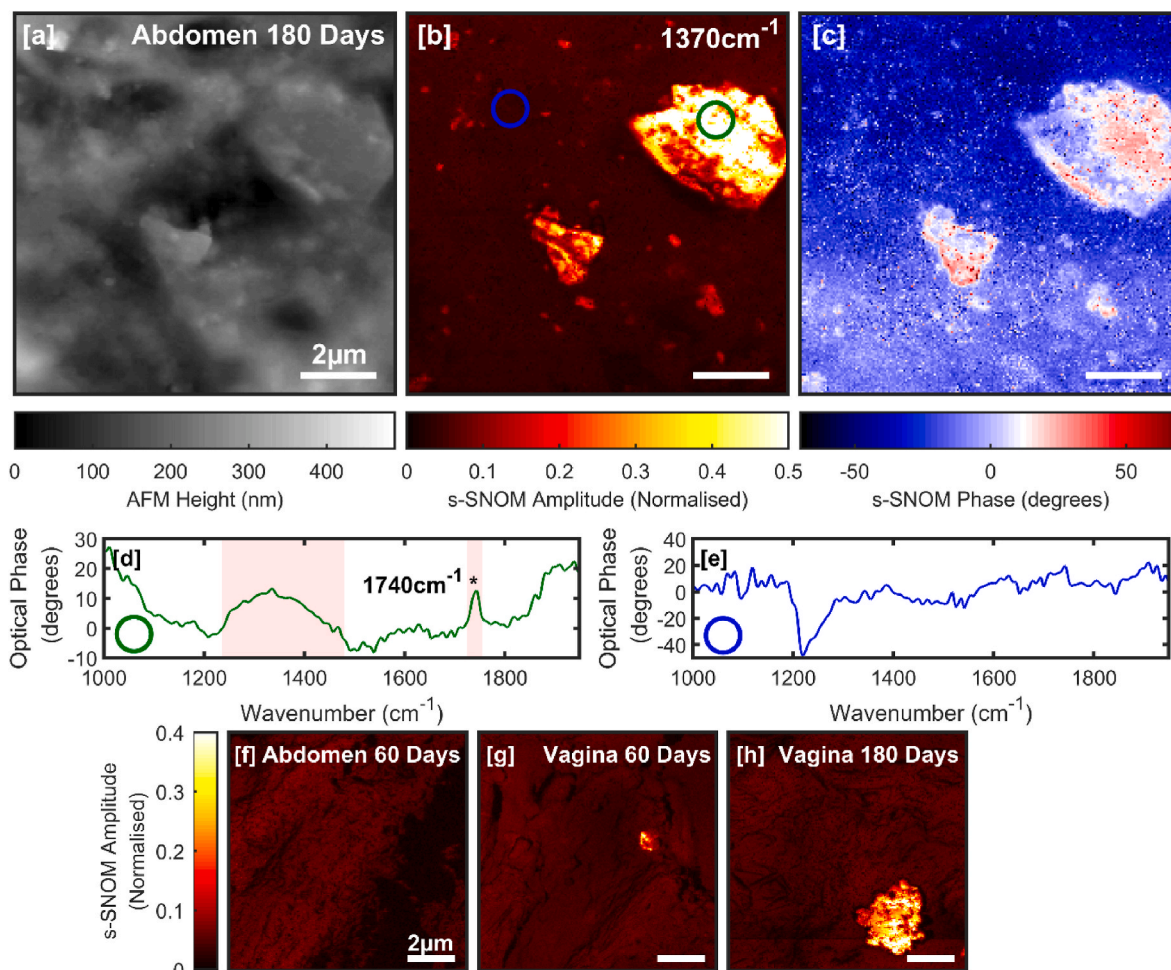 [a] Abdomen 180 Days
2μm
[b] 1370cm⁻¹
[c]
0 100 200 300 400
AFM Height (nm)
0 0.1 0.2 0.3 0.4 0.5
s-SNOM Amplitude (Normalised)
-50 0 50
s-SNOM Phase (degrees)
Optical Phase
(degrees)
30
20
10
0
-10
[d]
1740cm⁻¹ *
1000 1200 1400 1600 1800
Wavenumber (cm⁻¹)
Optical Phase
(degrees)
20
0
-20
-40
[e]
1000 1200 1400 1600 1800
Wavenumber (cm⁻¹)
s-SNOM Amplitude
(Normalised)
0.4
0.3
0.2
0.1
0
[f] Abdomen 60 Days
2μm
[g] Vagina 60 Days
[h] Vagina 180 Days